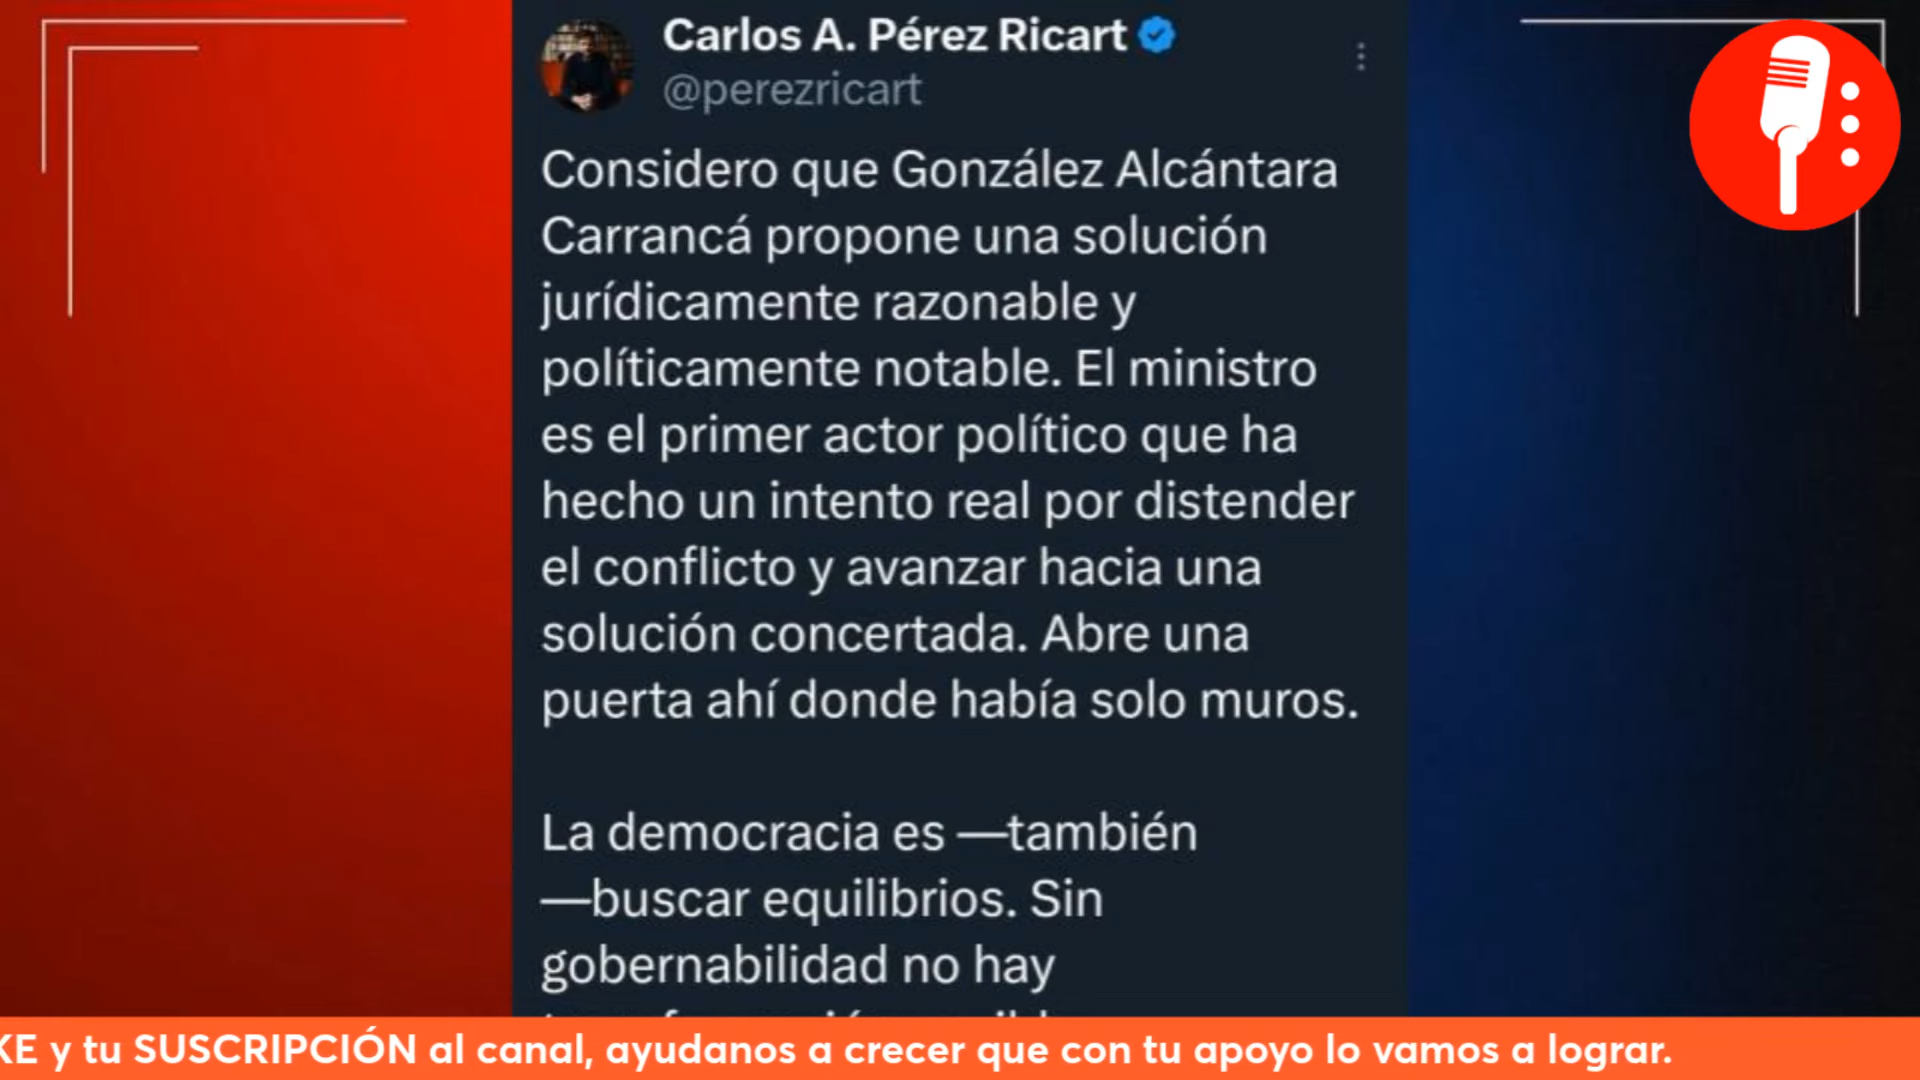 Carlos A. Pérez Ricart
@perezricart
Considero que González Alcántara
Carrancá propone una solución
jurídicamente razonable y
políticamente notable. El ministro
es el primer actor político que ha
hecho un intento real por distender
el conflicto y avanzar hacia una
solución concertada. Abre una
puerta ahí donde había solo muros.
La democracia es —también
—buscar equilibrios. Sin
gobernabilidad no hay
KE y tu SUSCRIPCIÓN al canal, ayudanos a crecer que con tu apoyo lo vamos a lograr.